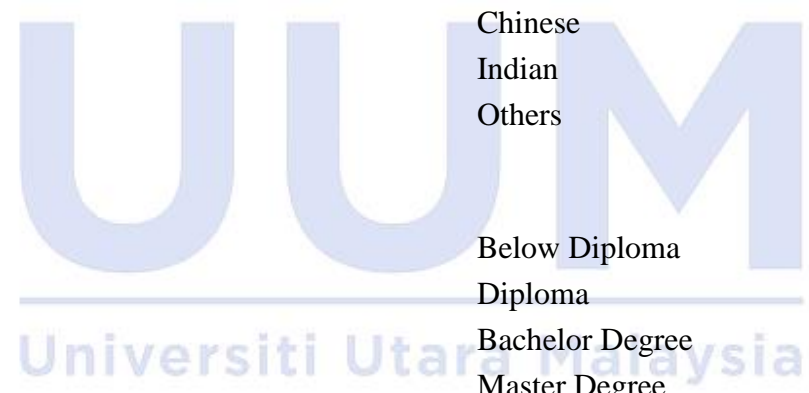 Chinese
Indian
Others
UUM
Below Diploma
Diploma
Bachelor Degree
Universiti Utara Malaysia
Master Degree